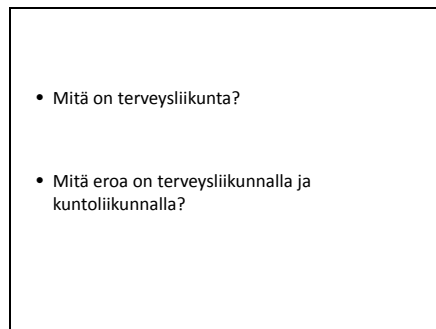 • Mitä on terveysliikunta?
• Mitä eroa on terveysliikunnalla ja
kuntoliikunnalla?